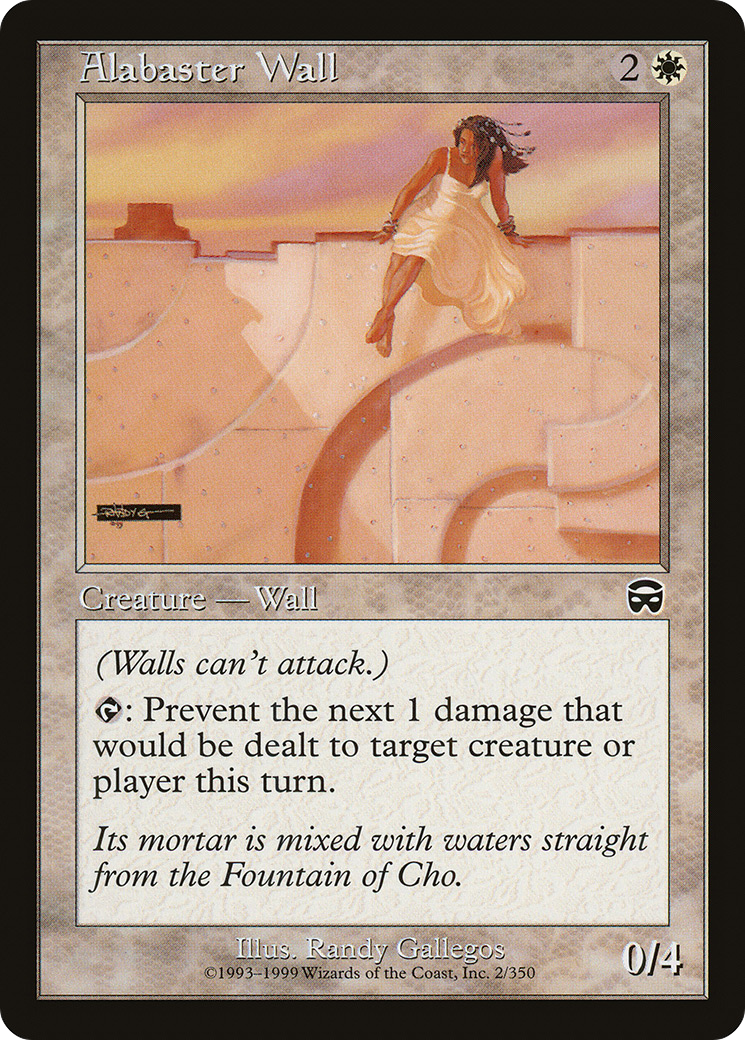 Alabaster Wall 2
RANDY G
Creature — Wall
(Walls can't attack.)
: Prevent the next 1 damage that
would be dealt to target creature or
player this turn.
Its mortar is mixed with waters straight
from the Fountain of Cho.
Illus. Randy Gallegos
©1993–1999 Wizards of the Coast, Inc. 2/350
0/4